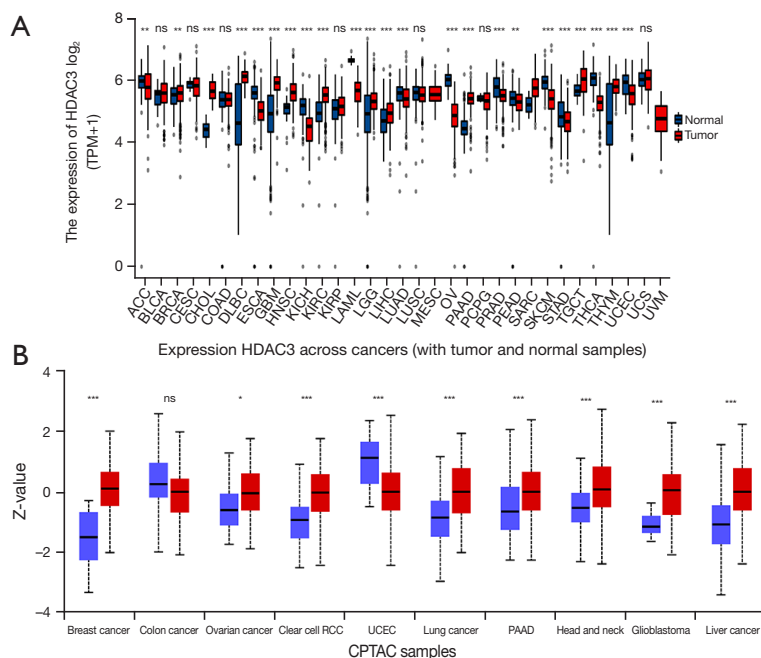 A
** ns ** ns *** ns *** *** *** *** *** *** ns *** *** *** *** ns *** *** ns *** ** *** *** *** *** *** *** ns
The expression of HDAC3 log2
(TPM+1)
8
6
4
2
0
Normal
Tumor
ACC BLCA BRCA CESC CHOL COAD DLBC ESCA GBM HNSC KICH KIRC KIRP LAML LGG LIHC LUAD LUSC MESC OV PAAD PCPG PRAD PEAD SARC SKCM STAD TGCT THCA THYM UCEC UCS UVM
Expression HDAC3 across cancers (with tumor and normal samples)
B
*** ns * *** *** *** *** *** *** ***
Z-value
4
2
0
−2
−4
Breast cancer Colon cancer Ovarian cancer Clear cell RCC UCEC Lung cancer PAAD Head and neck Glioblastoma Liver cancer
CPTAC samples